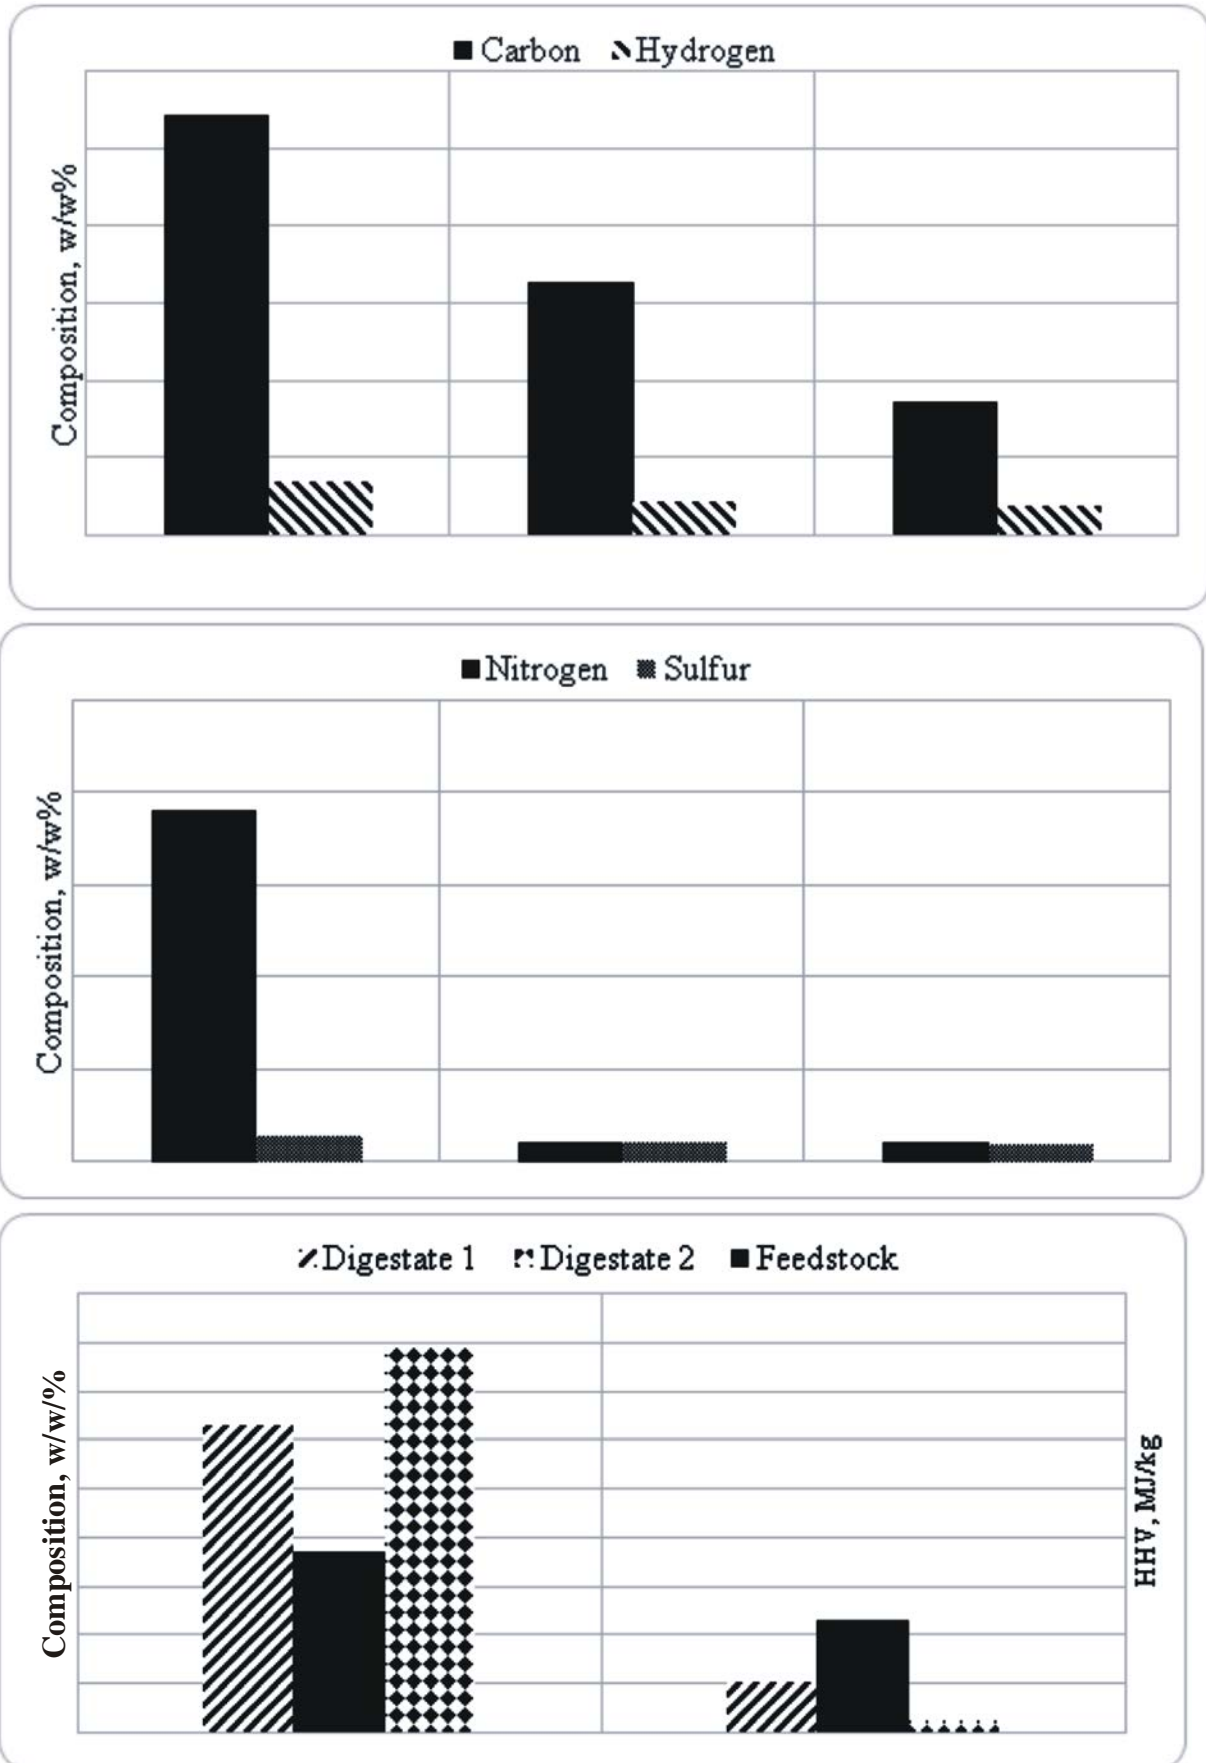 Carbon Hydrogen
Composition, w/w%
Nitrogen Sulfur
Composition, w/w%
Digestate 1 Digestate 2 Feedstock
Composition, w/w/%
HHV, MJ/kg